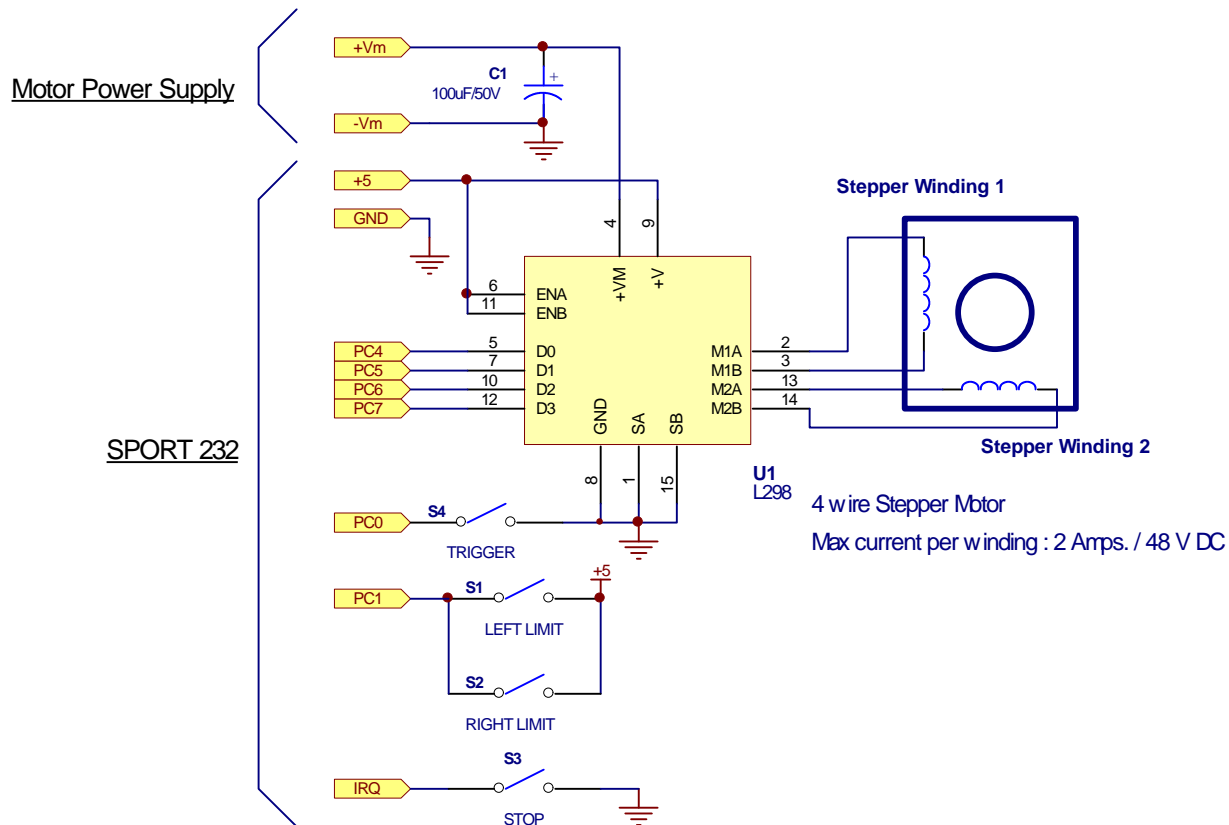 Motor Power Supply
+Vm
C1
+
100uF/50V
-Vm
+5
GND
4
9
+VM
+V
6
ENA
11
ENB
PC4
5
D0
PC5
7
D1
PC6
10
D2
PC7
12
D3
M1A
2
M1B
3
M2A
13
M2B
14
GND
SA
SB
8
1
15
U1
L298
Stepper Winding 1
Stepper Winding 2
4 wire Stepper Motor
Max current per winding : 2 Amps. / 48 V DC
SPORT 232
PC0
S4
TRIGGER
PC1
S1
+5
LEFT LIMIT
S2
RIGHT LIMIT
IRQ
S3
STOP